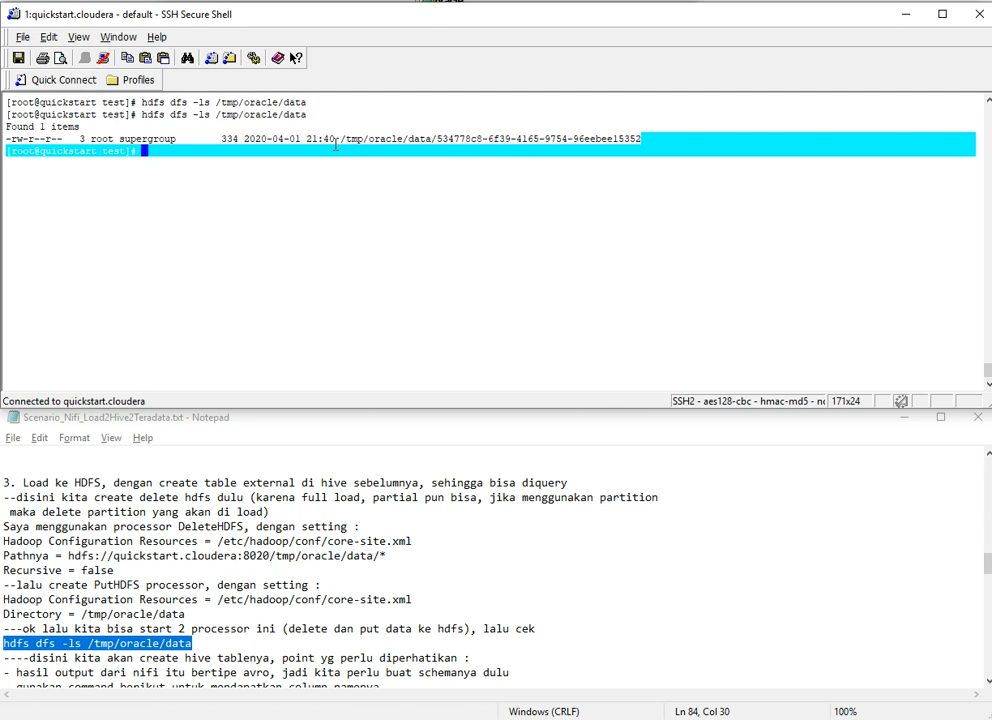 1:quickstart.cloudera - default - SSH Secure Shell
File Edit View Window Help
Quick Connect Profiles
[root@quickstart test]# hdfs dfs -ls /tmp/oracle/data
[root@quickstart test]# hdfs dfs -ls /tmp/oracle/data
Found 1 items
-rw-r--r-- 3 root supergroup 334 2020-04-01 21:40 /tmp/oracle/data/534778c8-6f39-4165-9754-96eebee15352
[root@quickstart test]#
Connected to quickstart.cloudera SSH2 - aes128-cbc - hmac-md5 - nc 171x24
Scenario_Nifi_Load2Hive2Teradata.txt - Notepad
File Edit Format View Help
3. Load ke HDFS, dengan create table external di hive sebelumnya, sehingga bisa diquery
--disini kita create delete hdfs dulu (karena full load, partial pun bisa, jika menggunakan partition
maka delete partition yang akan di load)
Saya menggunakan processor DeleteHDFS, dengan setting :
Hadoop Configuration Resources = /etc/hadoop/conf/core-site.xml
Pathnya = hdfs://quickstart.cloudera:8020/tmp/oracle/data/*
Recursive = false
--lalu create PutHDFS processor, dengan setting :
Hadoop Configuration Resources = /etc/hadoop/conf/core-site.xml
Directory = /tmp/oracle/data
---ok lalu kita bisa start 2 processor ini (delete dan put data ke hdfs), lalu cek
hdfs dfs -ls /tmp/oracle/data
----disini kita akan create hive tablenya, point yg perlu diperhatikan :
- hasil output dari nifi itu bertipe avro, jadi kita perlu buat schemanya dulu
- gunakan command berikut untuk mendapatkan column namenya
Windows (CRLF) Ln 84, Col 30 100%